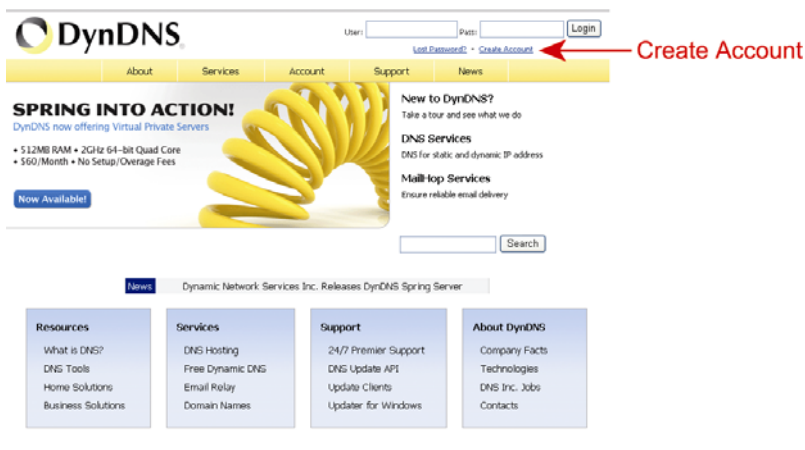 DynDNS
User:
Pass:
Login
Lost Password? • Create Account
Create Account
About Services Account Support News
SPRING INTO ACTION!
DynDNS now offering Virtual Private Servers
• 512MB RAM • 2GHz 64-bit Quad Core
• $60/Month • No Setup/Overage Fees
Now Available!
New to DynDNS?
Take a tour and see what we do
DNS Services
DNS for static and dynamic IP address
MailHop Services
Ensure reliable email delivery
Search
News Dynamic Network Services Inc. Releases DynDNS Spring Server
Resources
What is DNS?
DNS Tools
Home Solutions
Business Solutions
Services
DNS Hosting
Free Dynamic DNS
Email Relay
Domain Names
Support
24/7 Premier Support
DNS Update API
Update Clients
Updater for Windows
About DynDNS
Company Facts
Technologies
DNS Inc. Jobs
Contacts